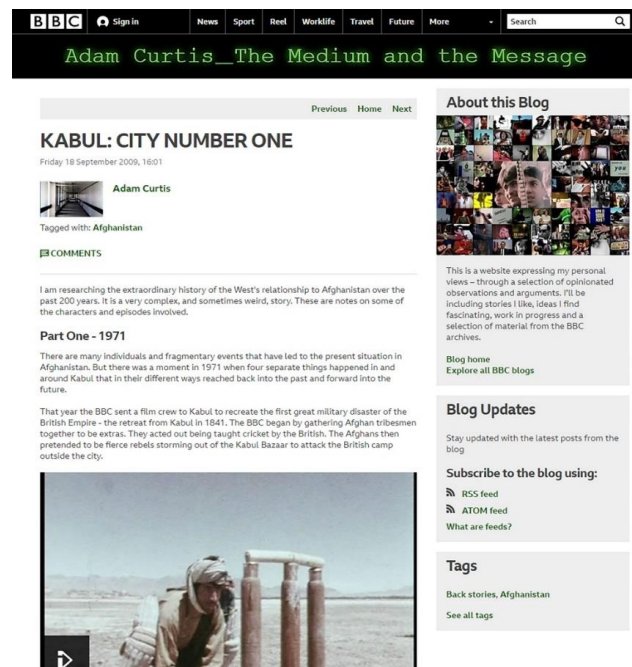 BBC Sign in News Sport Reel Worklife Travel Future More Search
Adam Curtis_The Medium and the Message
Previous Home Next
KABUL: CITY NUMBER ONE
Friday 18 September 2009, 16:01
Adam Curtis
Tagged with: Afghanistan
COMMENTS
I am researching the extraordinary history of the West's relationship to Afghanistan over the
past 200 years. It is a very complex, and sometimes weird, story. These are notes on some of
the characters and episodes involved.
Part One - 1971
There are many individuals and fragmentary events that have led to the present situation in
Afghanistan. But there was a moment in 1971 when four separate things happened in and
around Kabul that in their different ways reached back into the past and forward into the
future.
That year the BBC sent a film crew to Kabul to recreate the first great military disaster of the
British Empire - the retreat from Kabul in 1841. The BBC began by gathering Afghan tribesmen
together to be extras. They acted out being taught cricket by the British. The Afghans then
pretended to be fierce rebels storming out of the Kabul Bazaar to attack the British camp
outside the city.
About this Blog
This is a website expressing my personal
views – through a selection of opinionated
observations and arguments. I'll be
including stories I like, ideas I find
fascinating, work in progress and a
selection of material from the BBC
archives.
Blog home
Explore all BBC blogs
Blog Updates
Stay updated with the latest posts from the
blog
Subscribe to the blog using:
RSS feed
ATOM feed
What are feeds?
Tags
Back stories, Afghanistan
See all tags